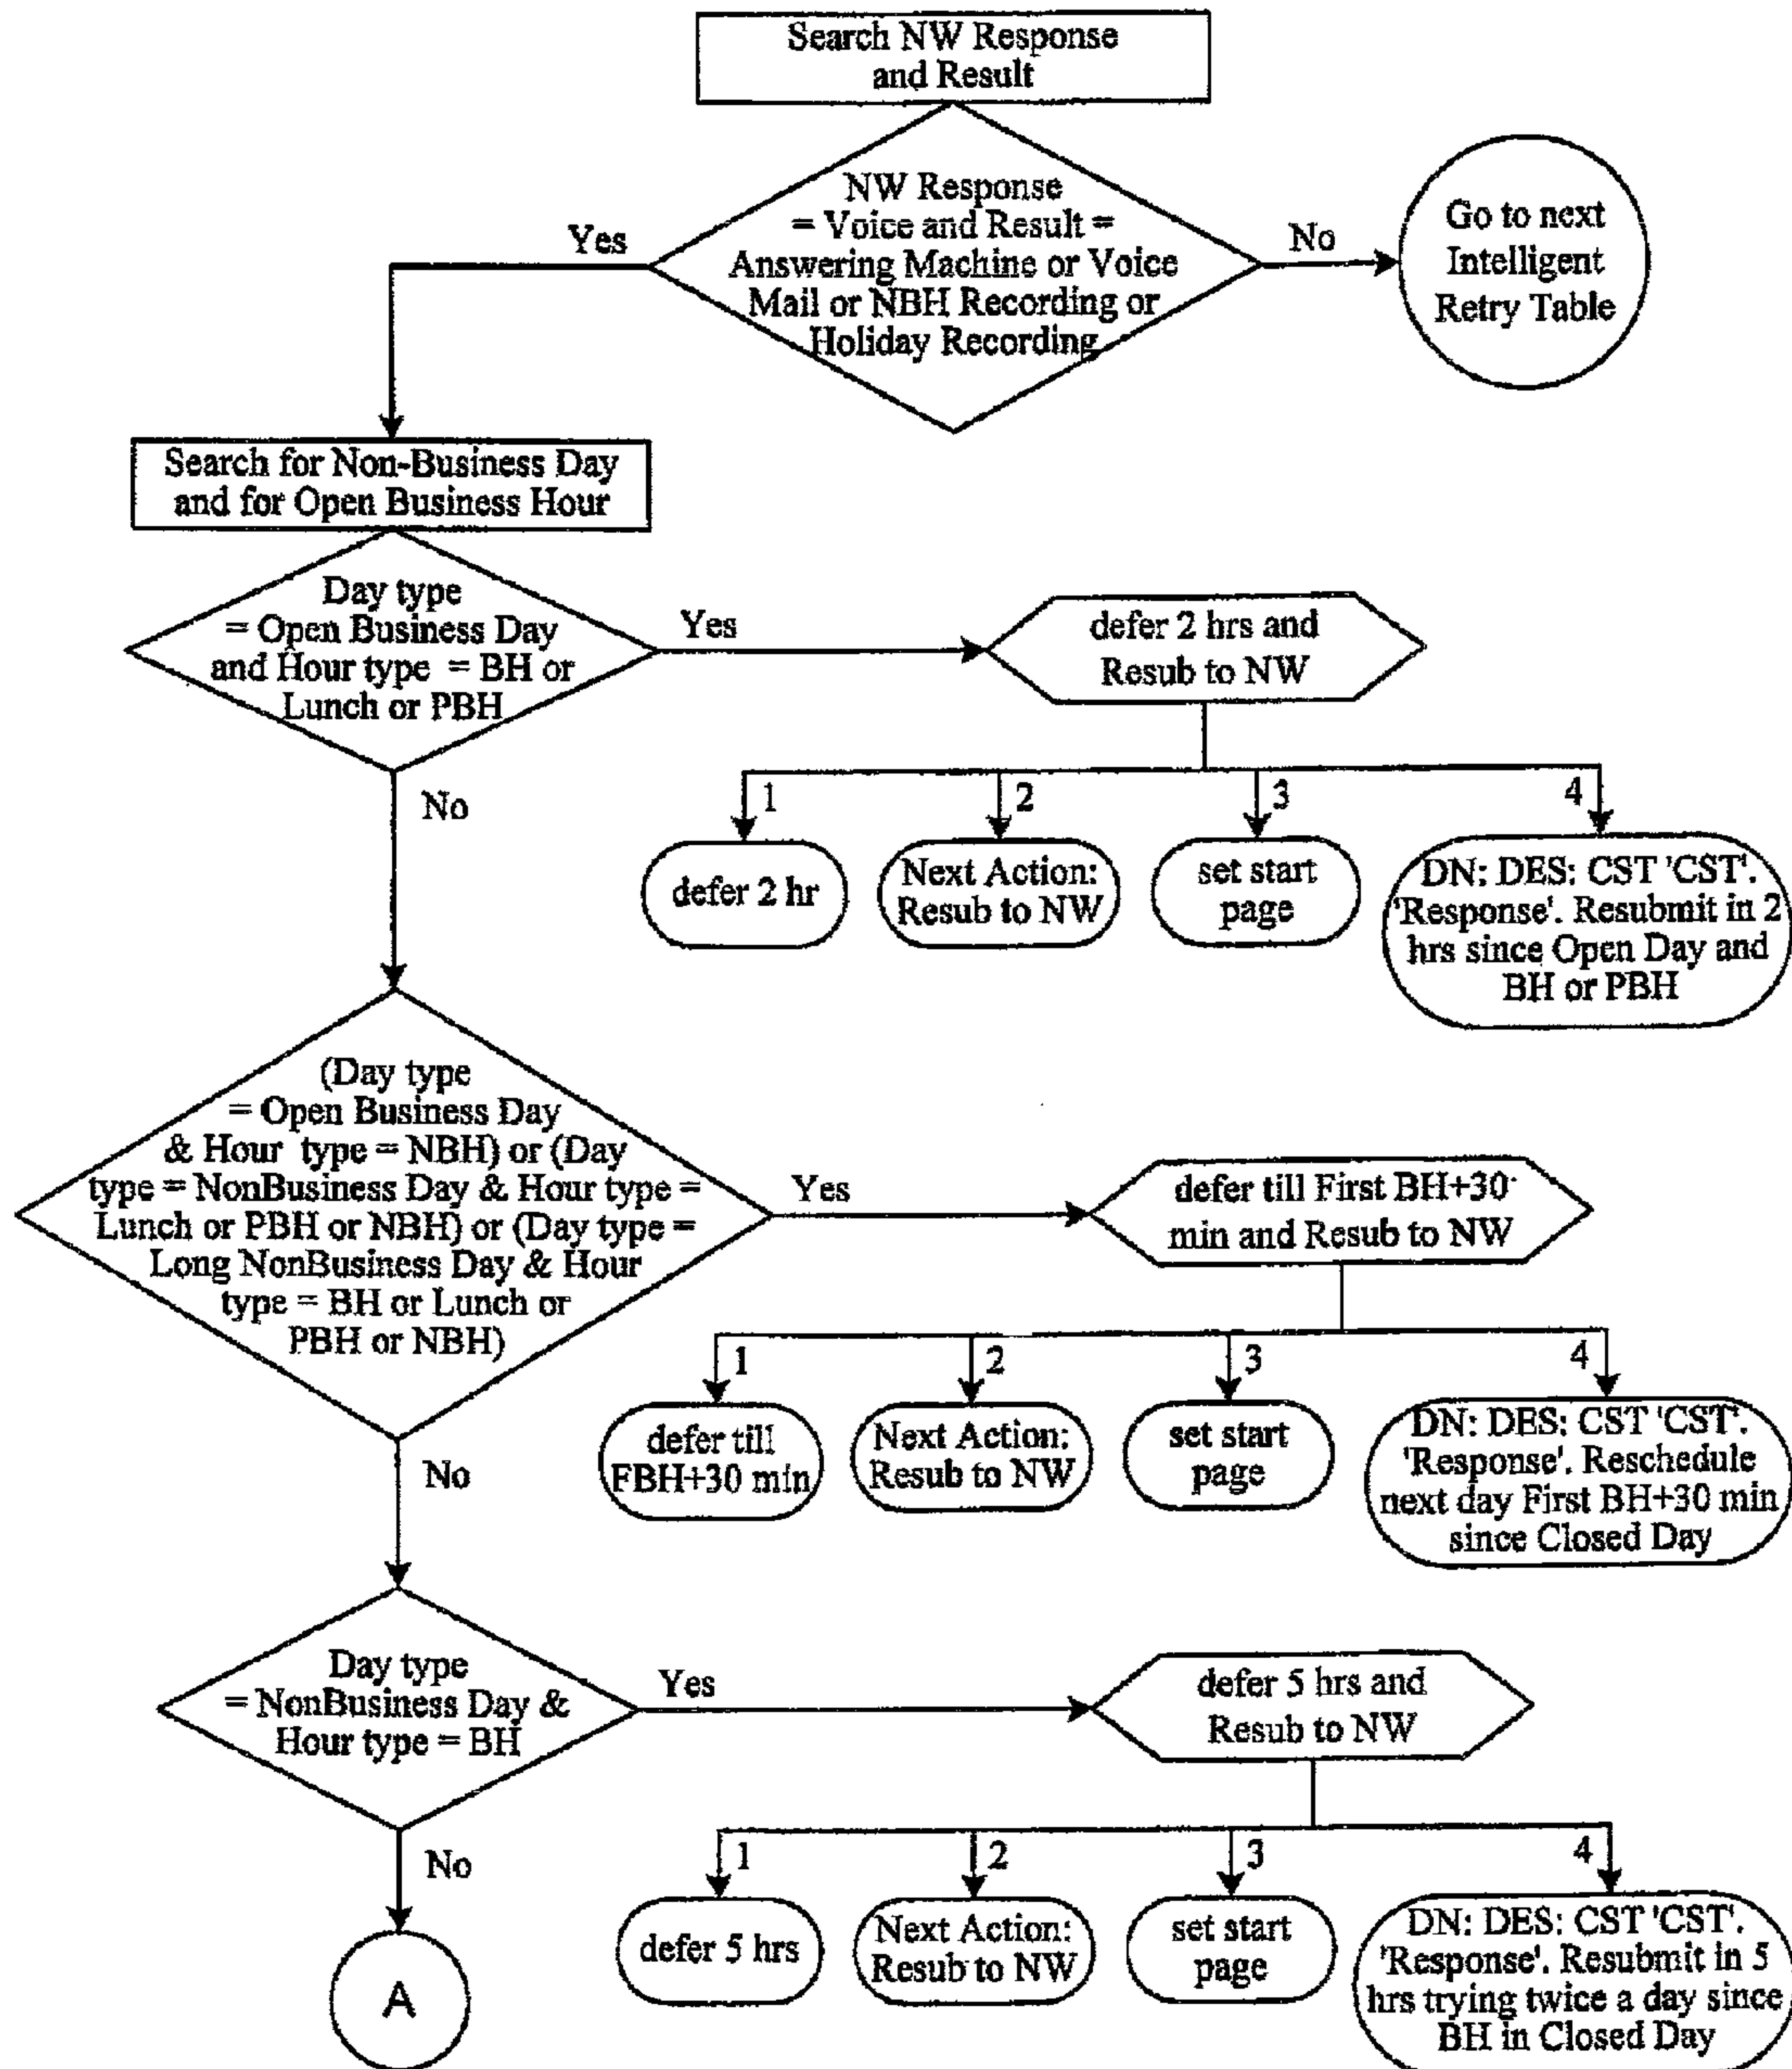 Search NW Response
and Result
NW Response
= Voice and Result =
Answering Machine or Voice
Mail or NBH Recording or
Holiday Recording
Yes
No
Go to next
Intelligent
Retry Table
Search for Non-Business Day
and for Open Business Hour
Day type
= Open Business Day
and Hour type = BH or
Lunch or PBH
Yes
No
defer 2 hrs and
Resub to NW
1
2
3
4
defer 2 hr
Next Action:
Resub to NW
set start
page
DN: DES: CST 'CST'.
'Response'. Resubmit in 2
hrs since Open Day and
BH or PBH
(Day type
= Open Business Day
& Hour type = NBH) or (Day
type = NonBusiness Day & Hour type =
Lunch or PBH or NBH) or (Day type =
Long NonBusiness Day & Hour
type = BH or Lunch or
PBH or NBH)
Yes
No
defer till First BH+30
min and Resub to NW
1
2
3
4
defer till
FBH+30 min
Next Action:
Resub to NW
set start
page
DN: DES: CST 'CST'.
'Response'. Reschedule
next day First BH+30 min
since Closed Day
Day type
= NonBusiness Day &
Hour type = BH
Yes
No
defer 5 hrs and
Resub to NW
1
2
3
4
defer 5 hrs
Next Action:
Resub to NW
set start
page
DN: DES: CST 'CST'.
'Response'. Resubmit in 5
hrs trying twice a day since
BH in Closed Day
A